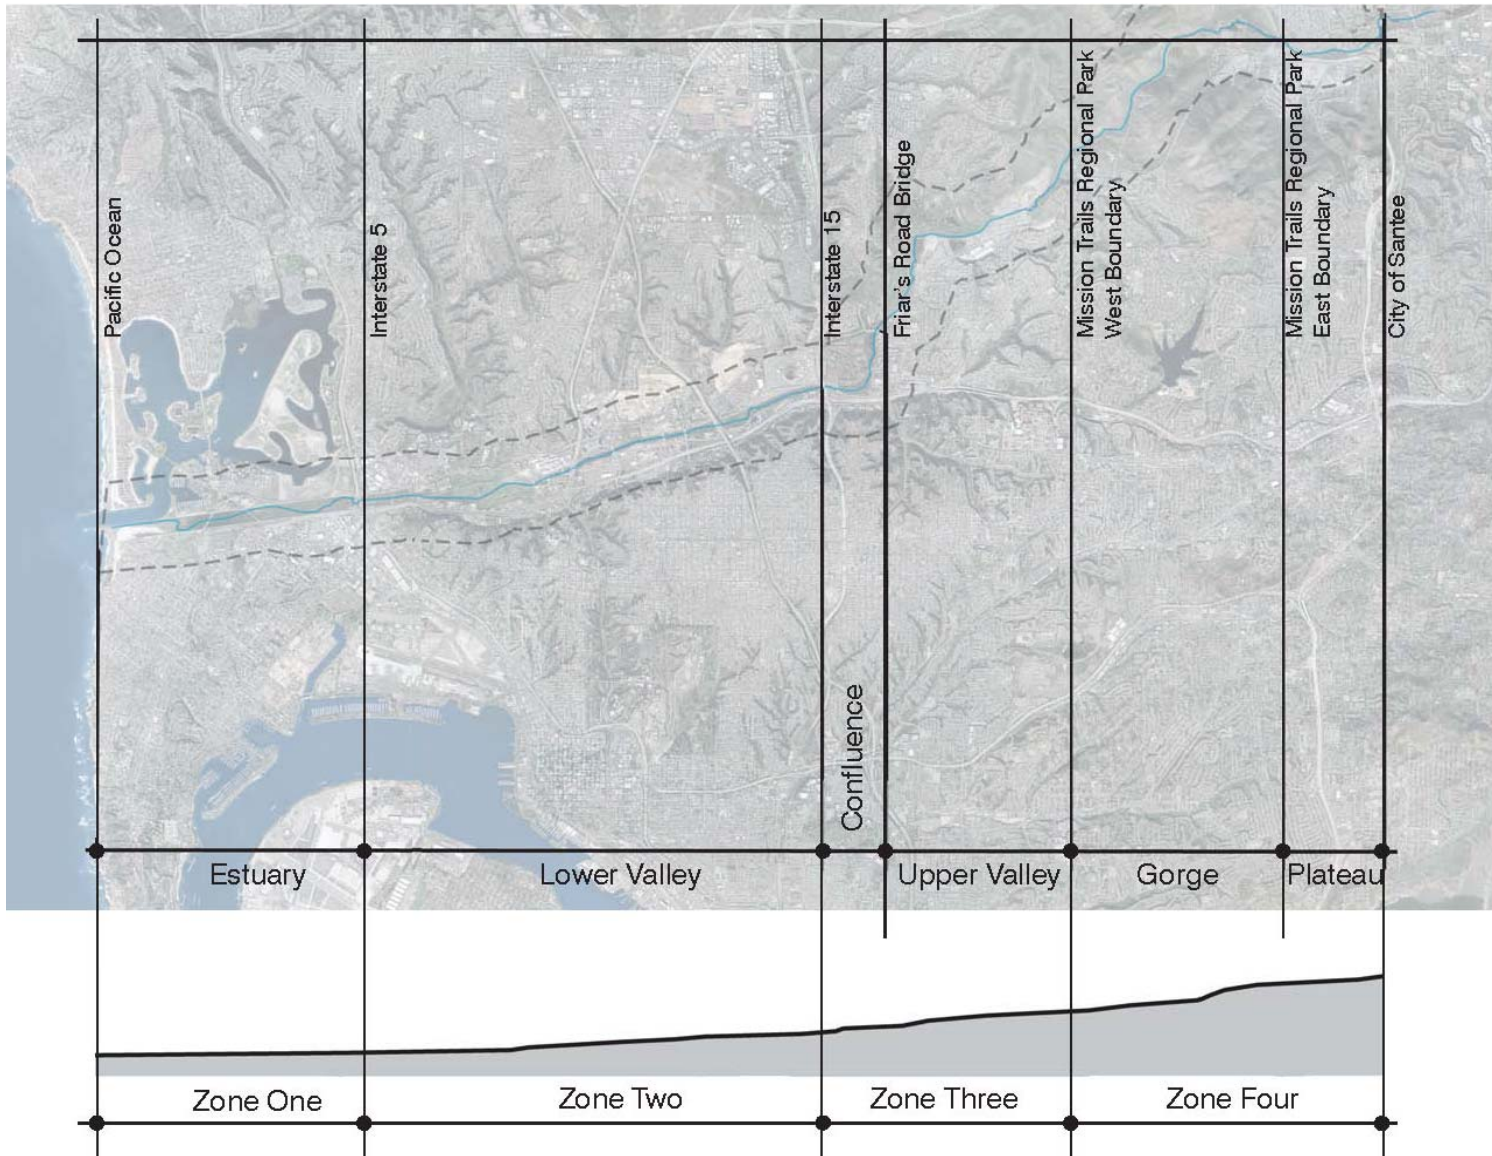 Pacific Ocean
Interstate 5
Interstate 15
Friar's Road Bridge
Mission Trails Regional Park
West Boundary
Mission Trails Regional Park
East Boundary
City of Santee
Confluence
Estuary
Lower Valley
Upper Valley
Gorge
Plateau
Zone One
Zone Two
Zone Three
Zone Four